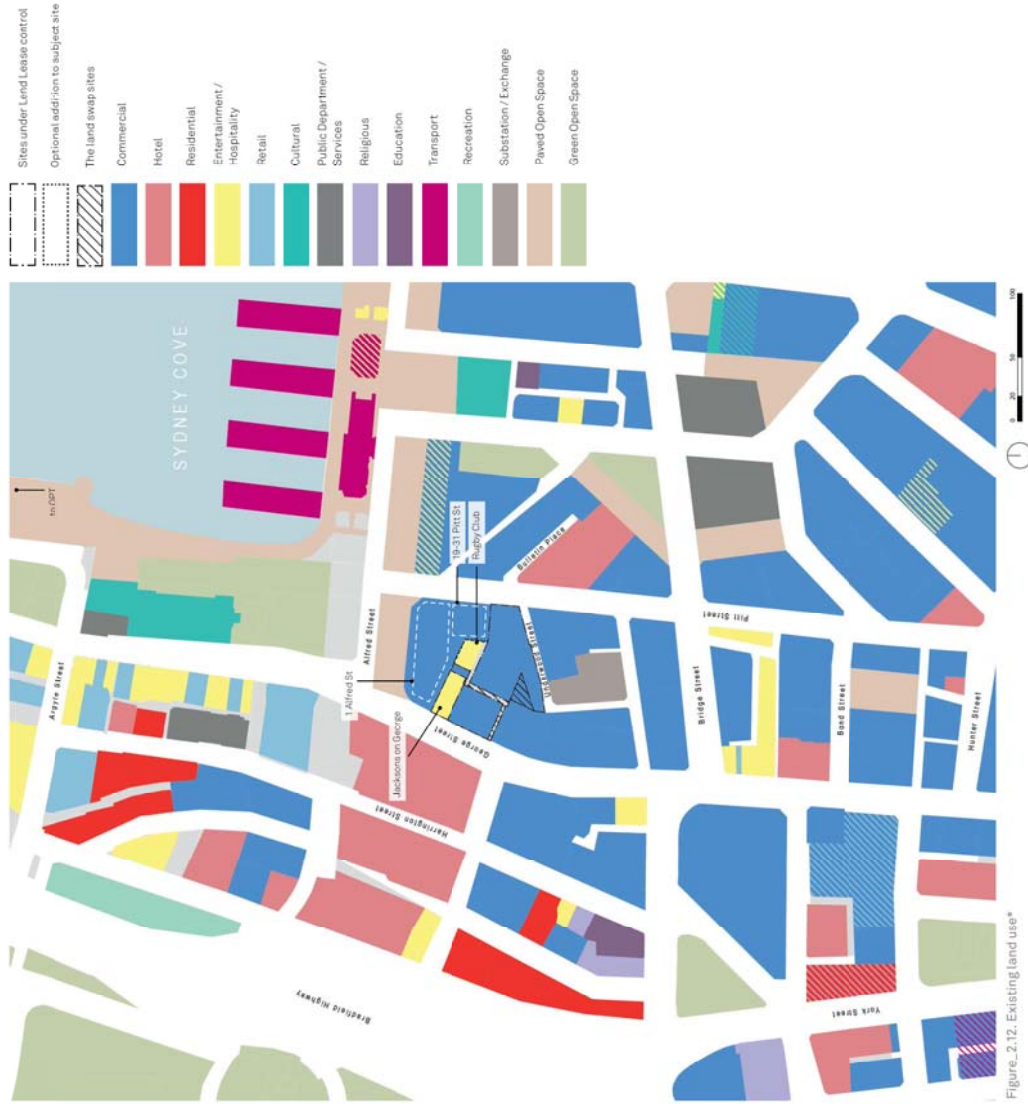 Sites under Lend Lease control
Optional addition to subject site
The land swap sites
Commercial
Hotel
Residential
Entertainment /
Hospitality
Retail
Cultural
Public Department /
Services
Religious
Education
Transport
Recreation
Substation / Exchange
Paved Open Space
Green Open Space
SYDNEY COVE
to OPT
Argyle Street
Alfred Street
1 Alfred St
19-31 Pitt St
Rugby Club
Jacksons on George
George Street
Harrington Street
Bulletin Place
Underwood Street
Pitt Street
Bridge Street
Bond Street
Hunter Street
Bradfield Highway
York Street
0
20
50
100
Figure_2.12. Existing land use*